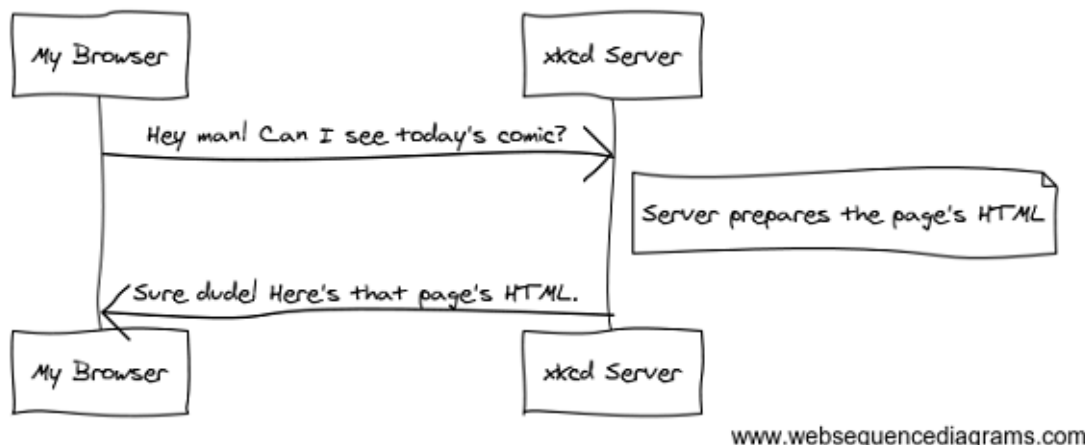 My Browser
xkcd Server
Hey man! Can I see today's comic?
Server prepares the page's HTML
Sure dude! Here's that page's HTML.
My Browser
xkcd Server
www.websequencediagrams.com